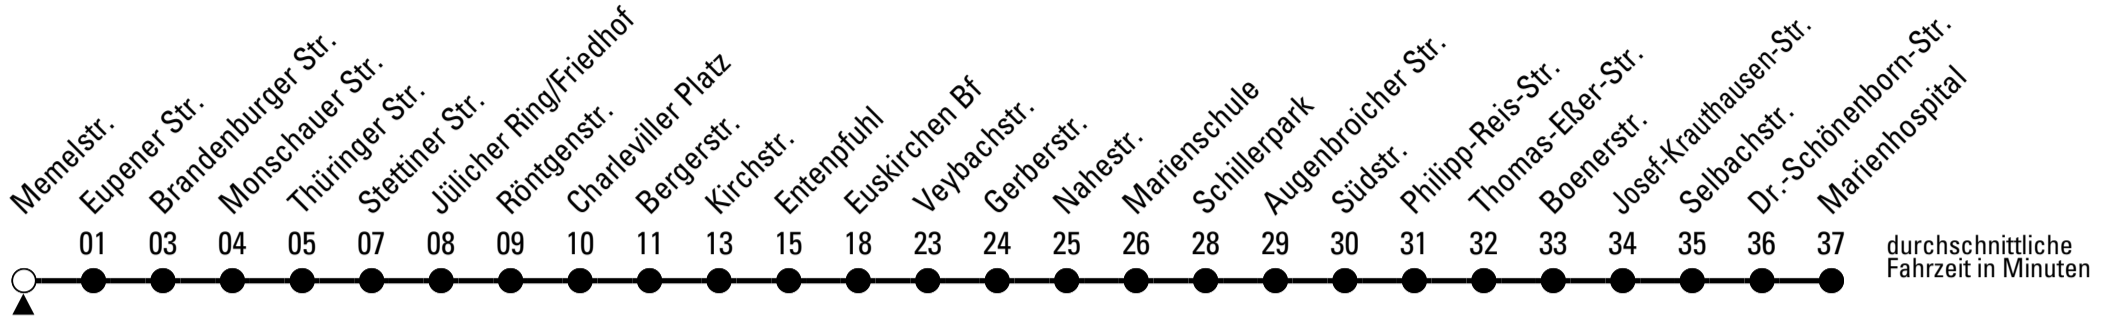 Memelstr.
Eupener Str.
Brandenburger Str.
Monschauer Str.
Thüringer Str.
Stettiner Str.
Jülicher Ring/Friedhof
Röntgenstr.
Charleviller Platz
Bergerstr.
Kirchstr.
Entenpfuhl
Euskirchen Bf
Veybachstr.
Gerberstr.
Nahestr.
Marienschule
Schillerpark
Augenbroicher Str.
Südstr.
Philipp-Reis-Str.
Thomas-Eßer-Str.
Boenerstr.
Josef-Krauthausen-Str.
Selbachstr.
Dr.-Schönenborn-Str.
Marienhospital
01 03 04 05 07 08 09 10 11 13 15 18 23 24 25 26 28 29 30 31 32 33 34 35 36 37
durchschnittliche
Fahrzeit in Minuten